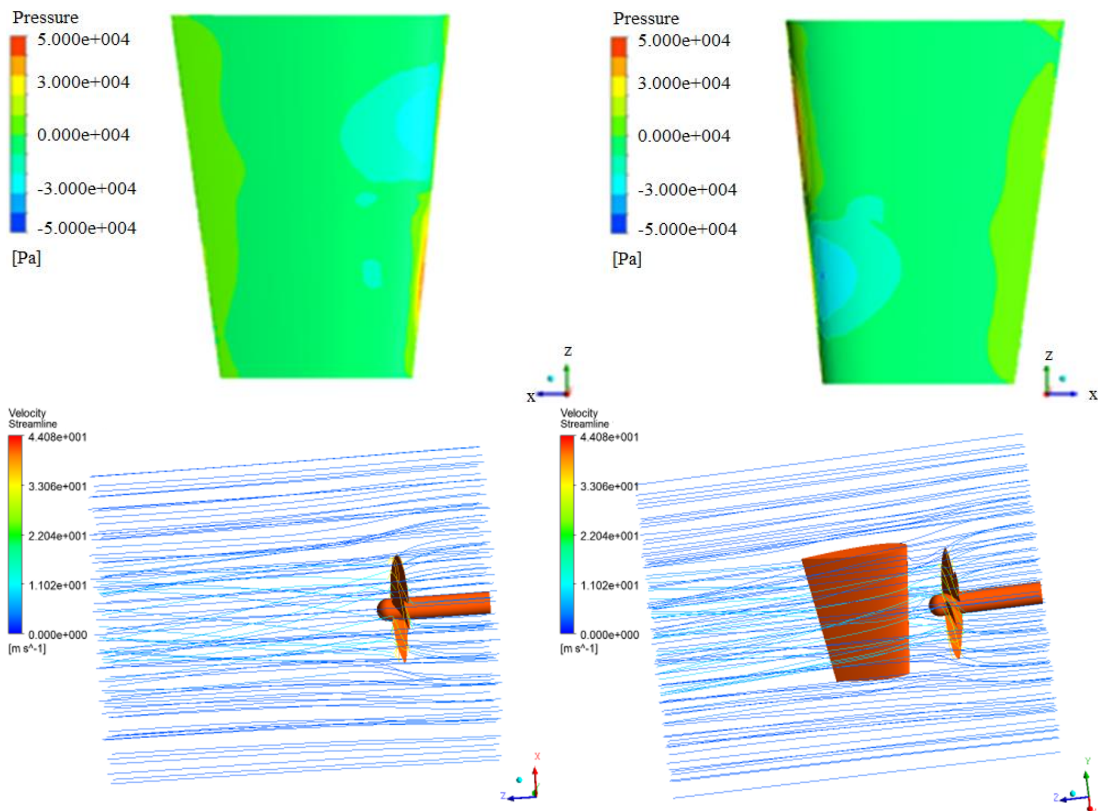 Pressure
5.000e+004
3.000e+004
0.000e+004
-3.000e+004
-5.000e+004
[Pa]
z
x
Pressure
5.000e+004
3.000e+004
0.000e+004
-3.000e+004
-5.000e+004
[Pa]
z
x
Velocity
Streamline
4.408e+001
3.306e+001
2.204e+001
1.102e+001
0.000e+000
[m s^-1]
X
Z
Velocity
Streamline
4.408e+001
3.306e+001
2.204e+001
1.102e+001
0.000e+000
[m s^-1]
Y
Z